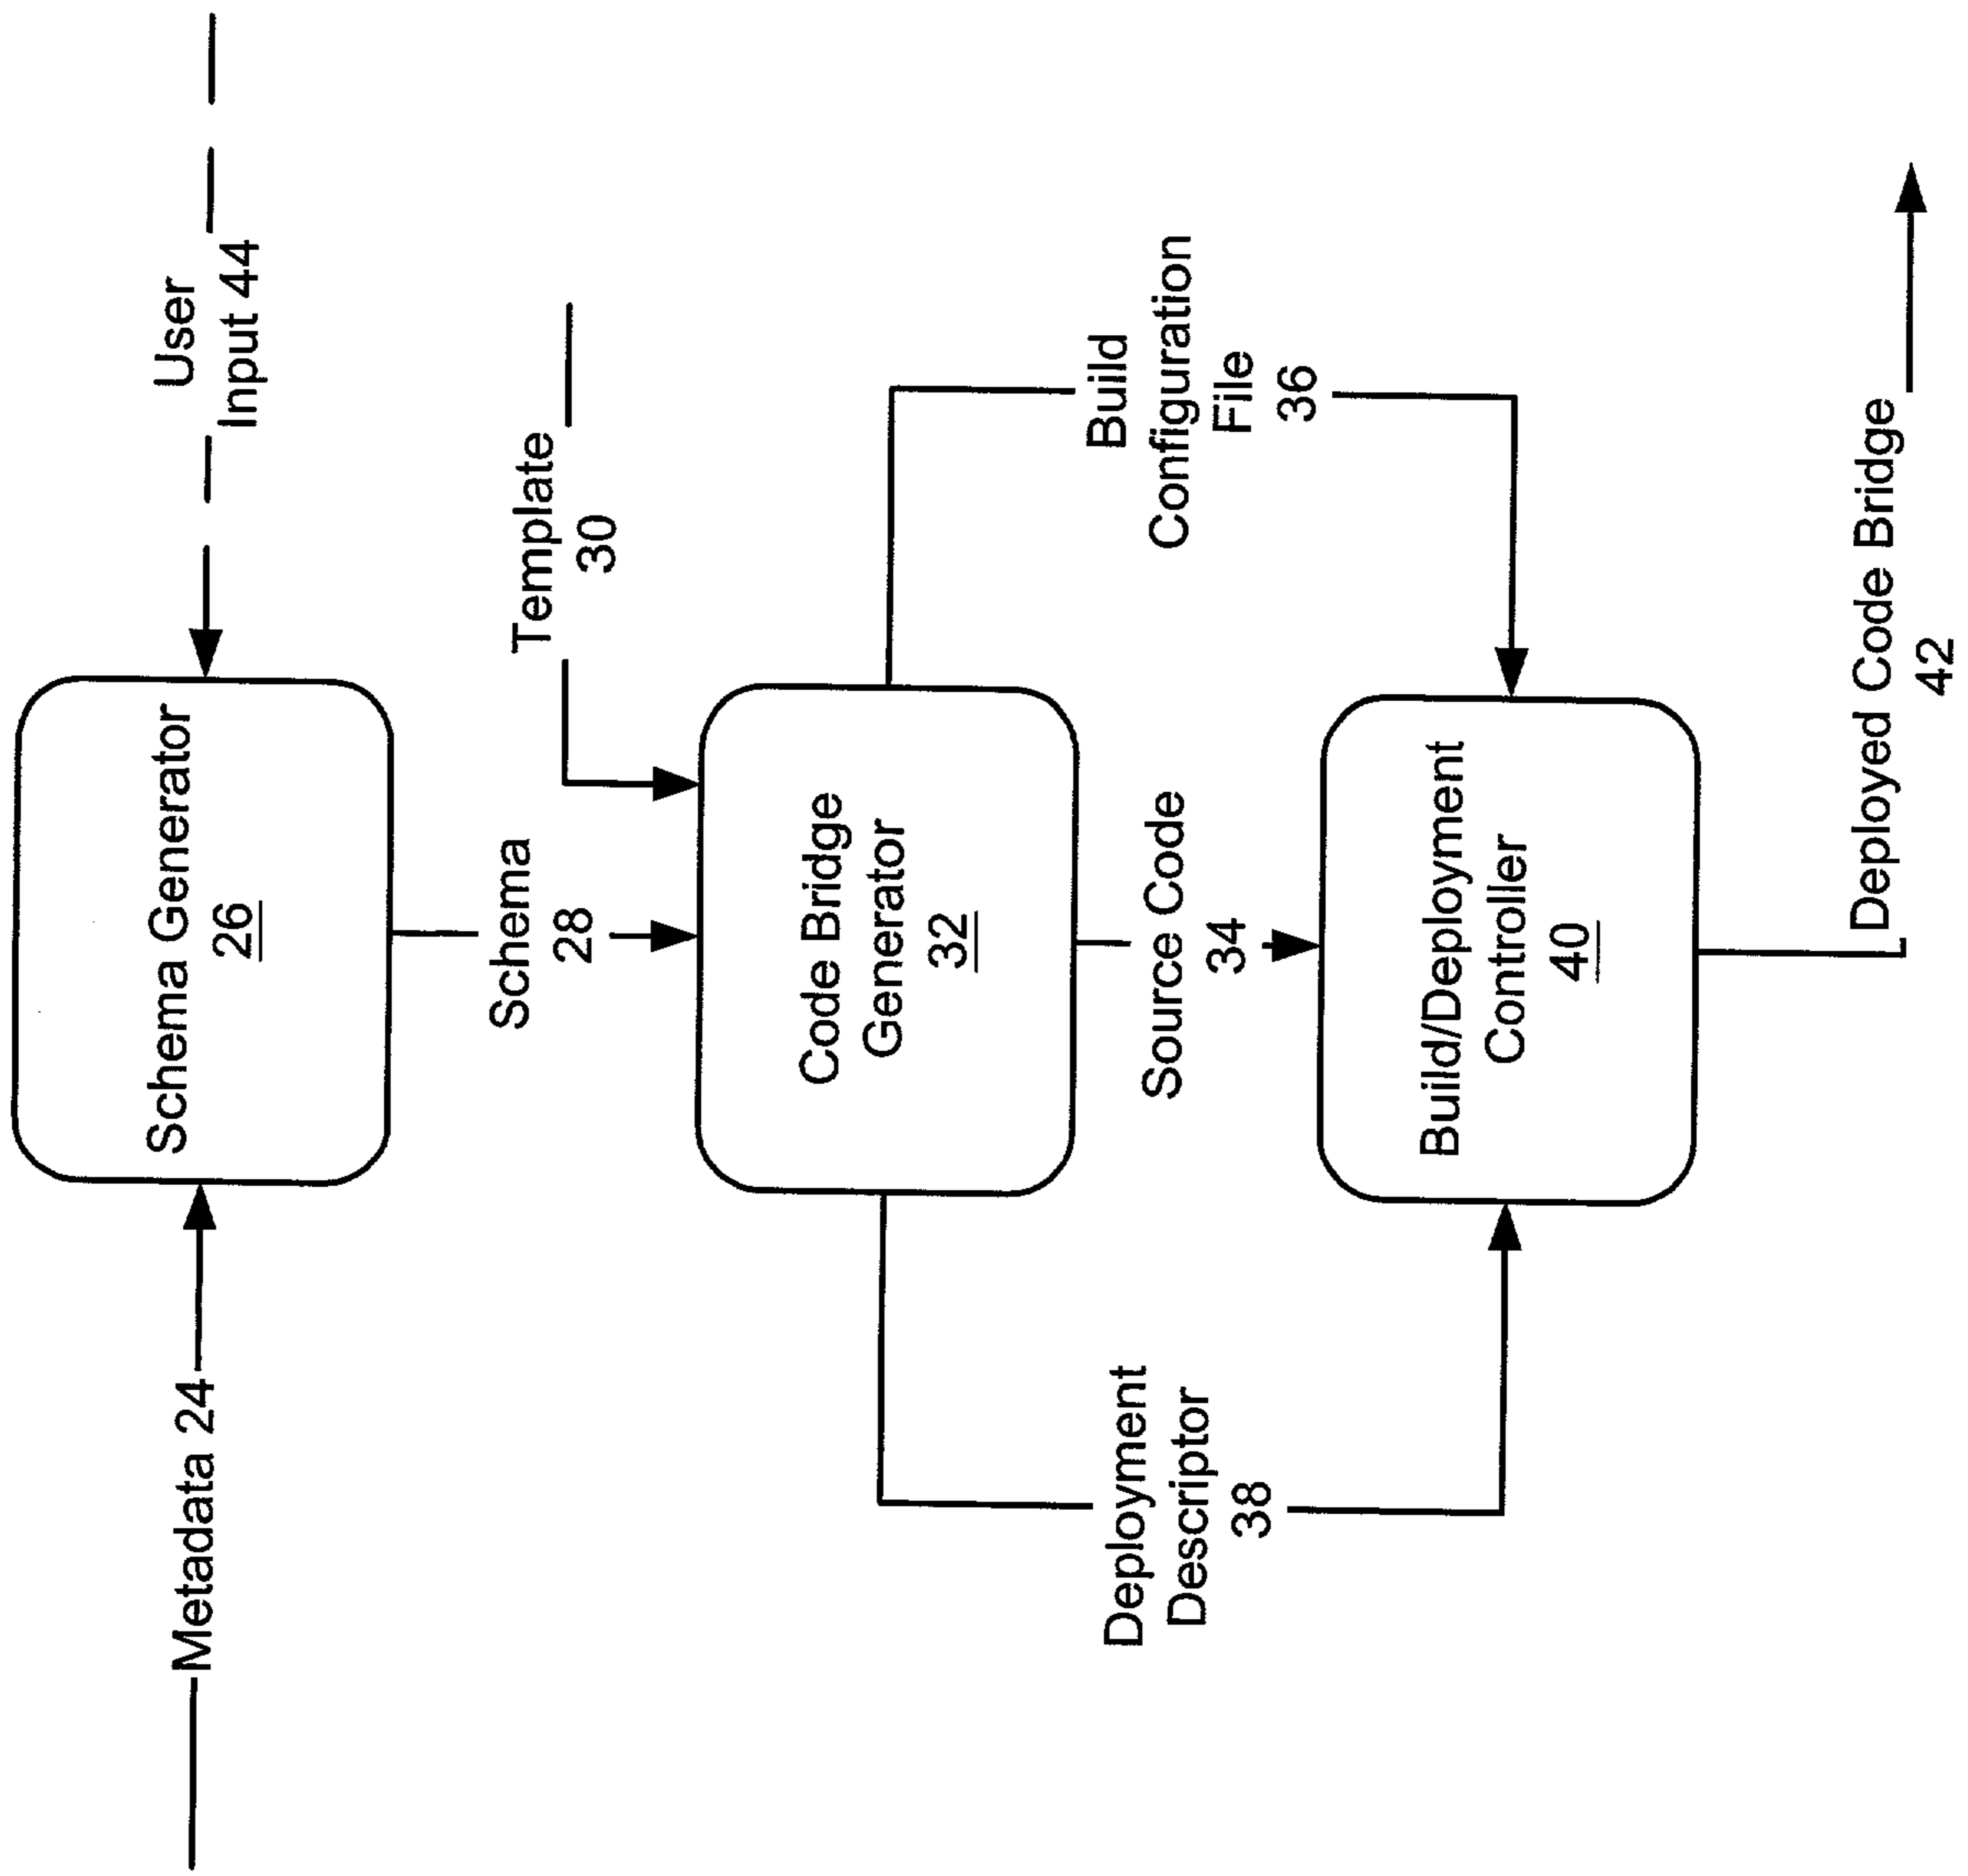 Metadata 24
Schema Generator
26
User
Input 44
Schema
28
Template
30
Code Bridge
Generator
32
Deployment
Descriptor
38
Source Code
34
Build
Configuration
File
36
Build/Deployment
Controller
40
Deployed Code Bridge
42